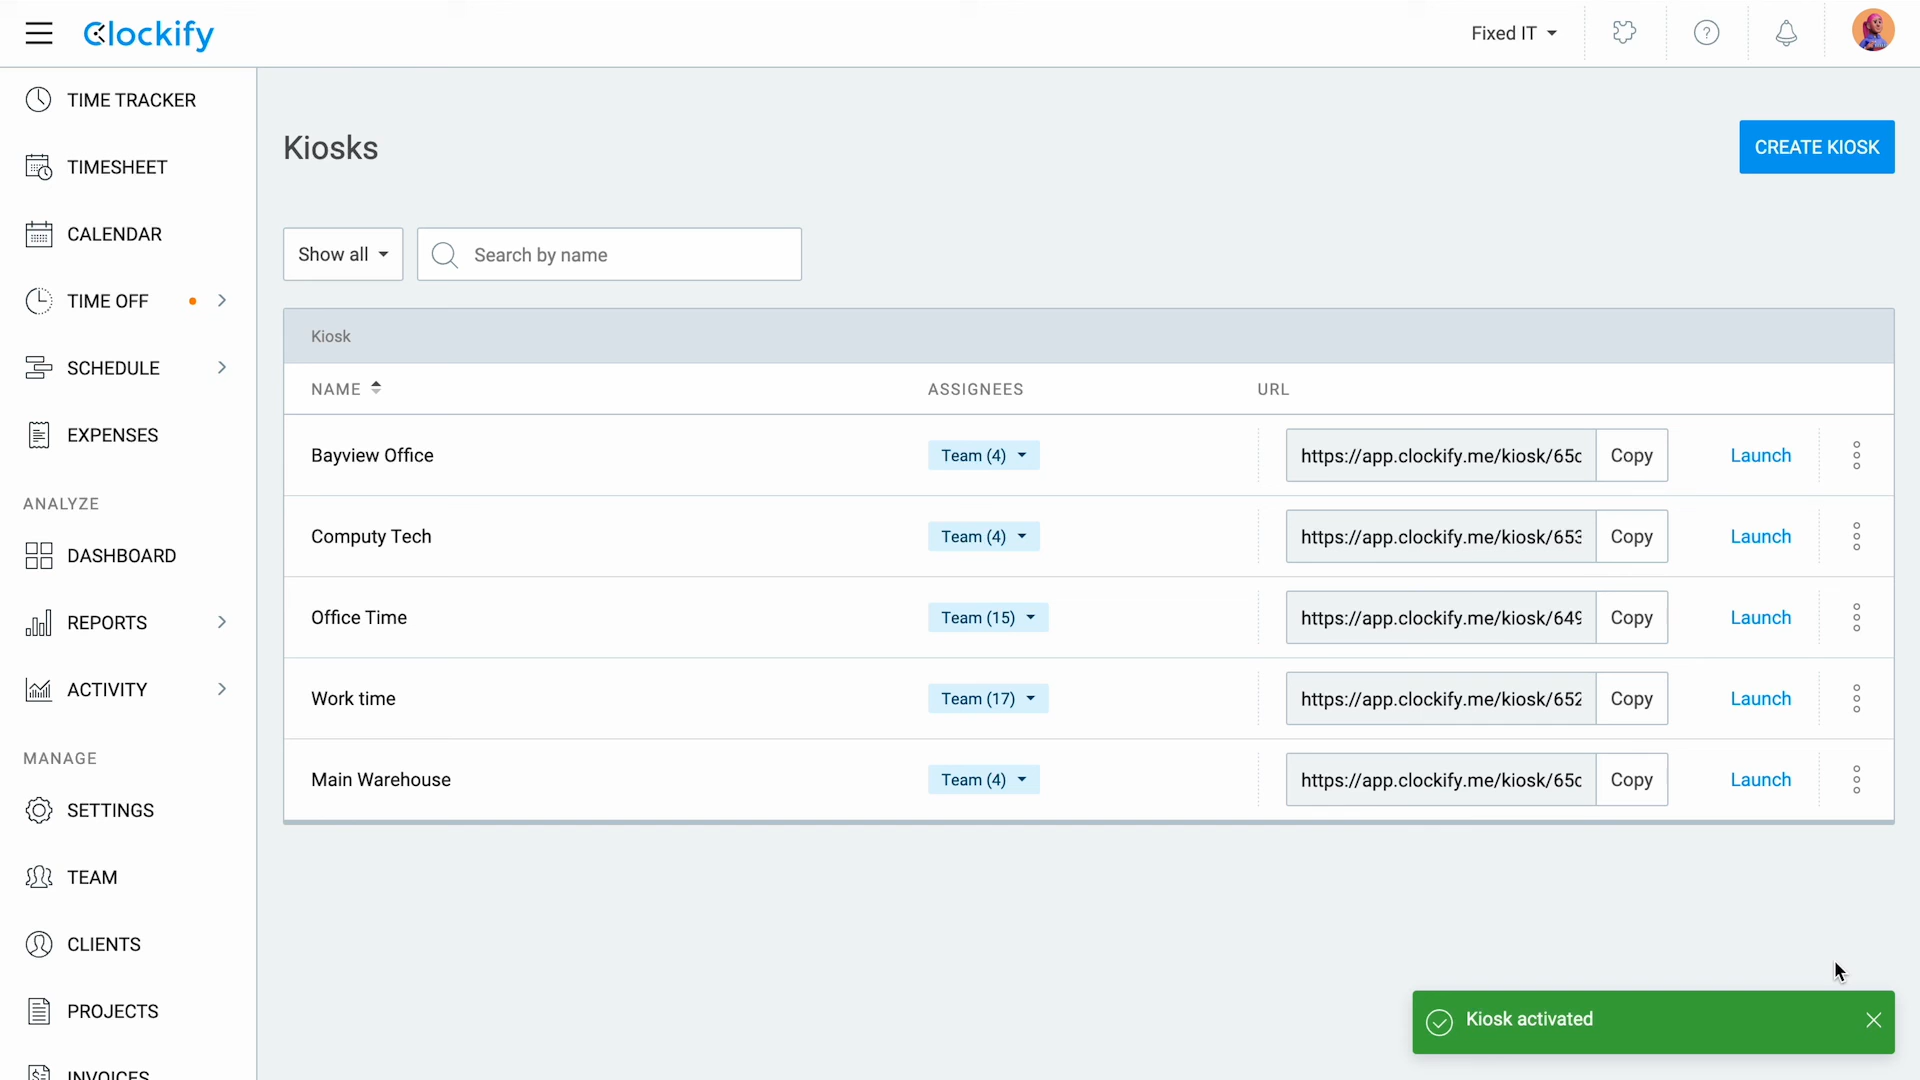 Clockify
Fixed IT
TIME TRACKER
TIMESHEET
CALENDAR
TIME OFF
SCHEDULE
EXPENSES
ANALYZE
DASHBOARD
REPORTS
ACTIVITY
MANAGE
SETTINGS
TEAM
CLIENTS
PROJECTS
INVOICES
Kiosks
CREATE KIOSK
Show all
Search by name
Kiosk
NAME ASSIGNEES URL
Bayview Office Team (4) https://app.clockify.me/kiosk/65c Copy Launch
Computy Tech Team (4) https://app.clockify.me/kiosk/653 Copy Launch
Office Time Team (15) https://app.clockify.me/kiosk/649 Copy Launch
Work time Team (17) https://app.clockify.me/kiosk/652 Copy Launch
Main Warehouse Team (4) https://app.clockify.me/kiosk/65c Copy Launch
Kiosk activated